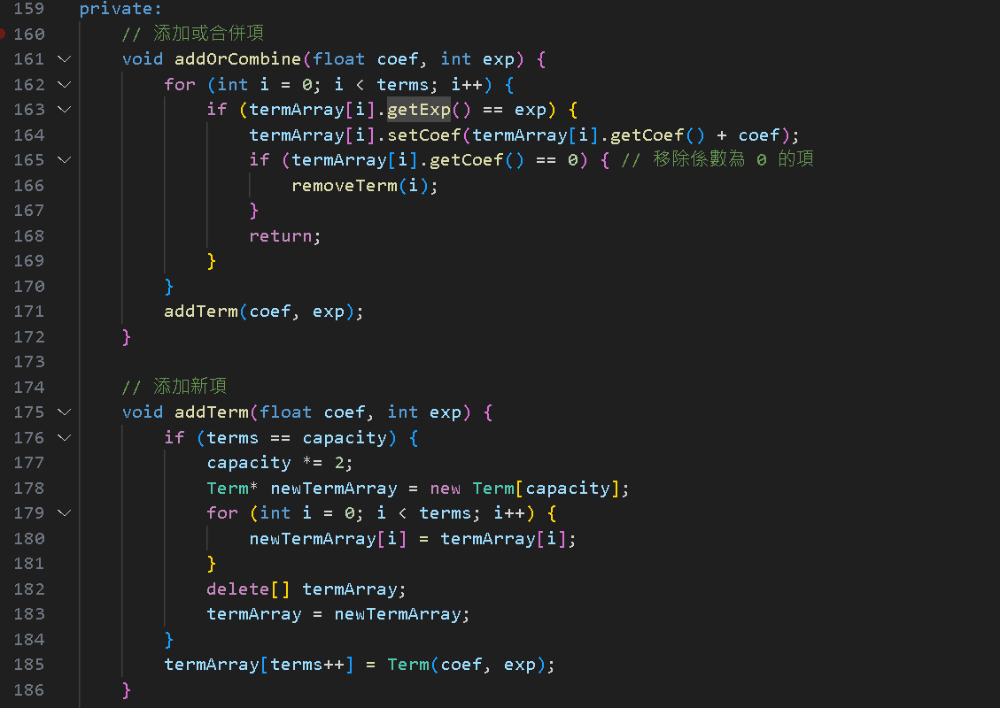 159 private:
160     // 添加或合併項
161     void addOrCombine(float coef, int exp) {
162         for (int i = 0; i < terms; i++) {
163             if (termArray[i].getExp() == exp) {
164                 termArray[i].setCoef(termArray[i].getCoef() + coef);
165                 if (termArray[i].getCoef() == 0) { // 移除係數為 0 的項
166                     removeTerm(i);
167                 }
168                 return;
169             }
170         }
171         addTerm(coef, exp);
172     }
173
174     // 添加新項
175     void addTerm(float coef, int exp) {
176         if (terms == capacity) {
177             capacity *= 2;
178             Term* newTermArray = new Term[capacity];
179             for (int i = 0; i < terms; i++) {
180                 newTermArray[i] = termArray[i];
181             }
182             delete[] termArray;
183             termArray = newTermArray;
184         }
185         termArray[terms++] = Term(coef, exp);
186     }